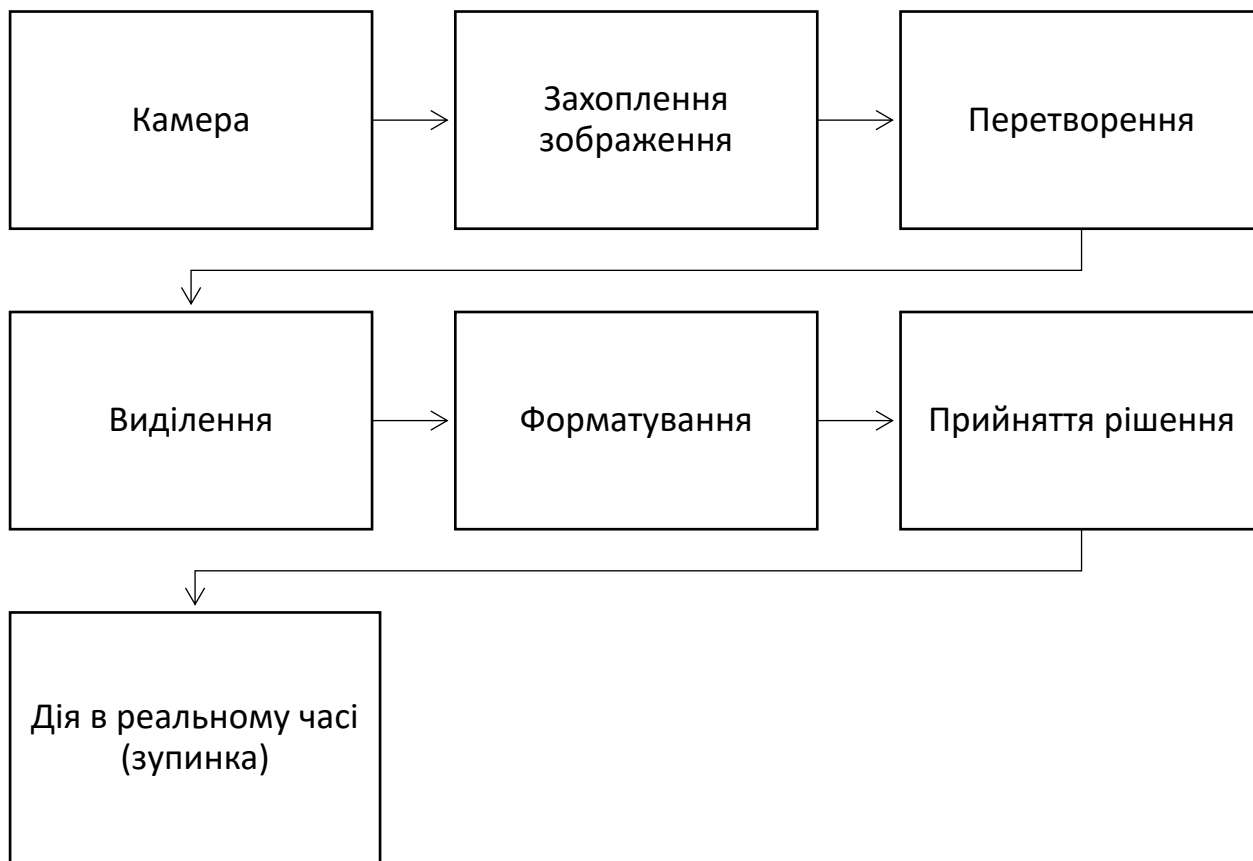 Камера
Захоплення
зображення
Перетворення
Виділення
Форматування
Прийняття рішення
Дія в реальному часі
(зупинка)